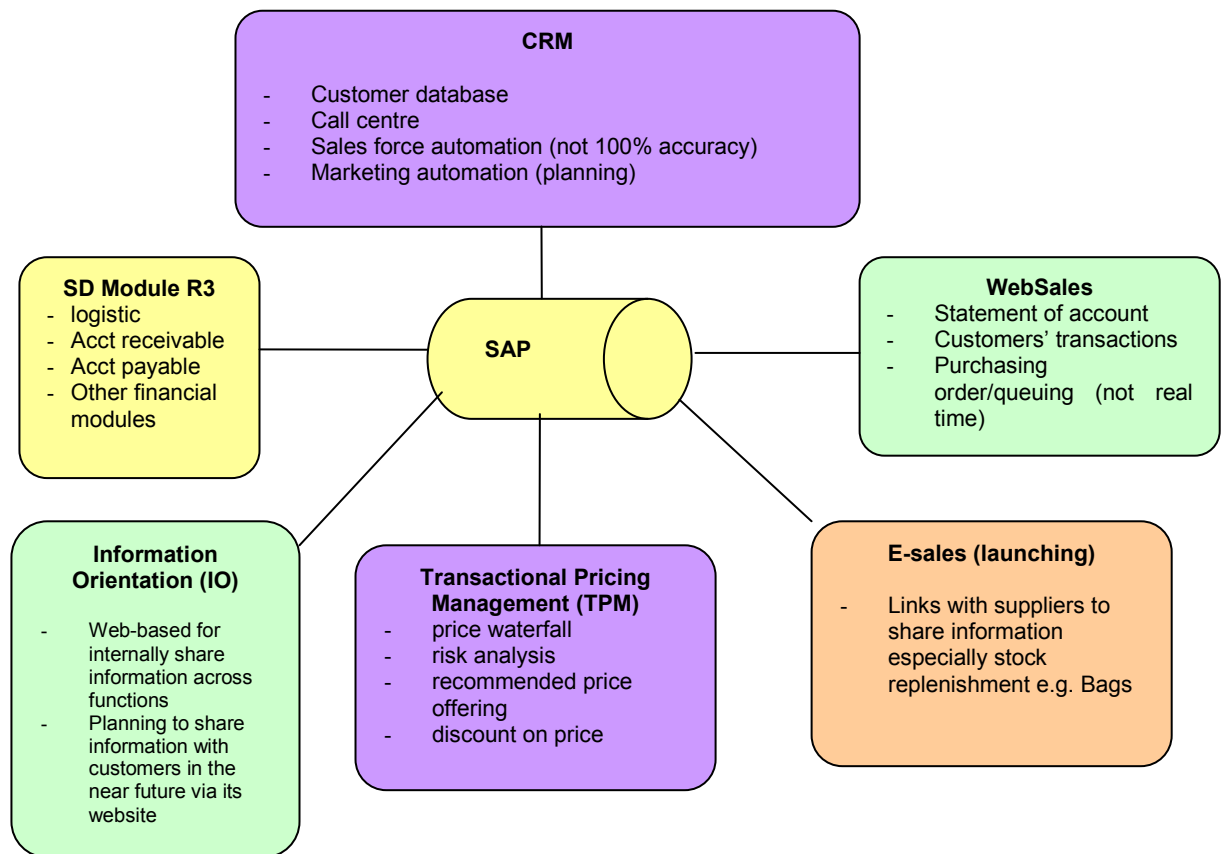 CRM
- Customer database
- Call centre
- Sales force automation (not 100% accuracy)
- Marketing automation (planning)
SD Module R3
- logistic
- Acct receivable
- Acct payable
- Other financial
modules
SAP
WebSales
- Statement of account
- Customers’ transactions
- Purchasing
order/queuing (not real
time)
Information
Orientation (IO)
- Web-based for
internally share
information across
functions
- Planning to share
information with
customers in the
near future via its
website
Transactional Pricing
Management (TPM)
- price waterfall
- risk analysis
- recommended price
offering
- discount on price
E-sales (launching)
- Links with suppliers to
share information
especially stock
replenishment e.g. Bags